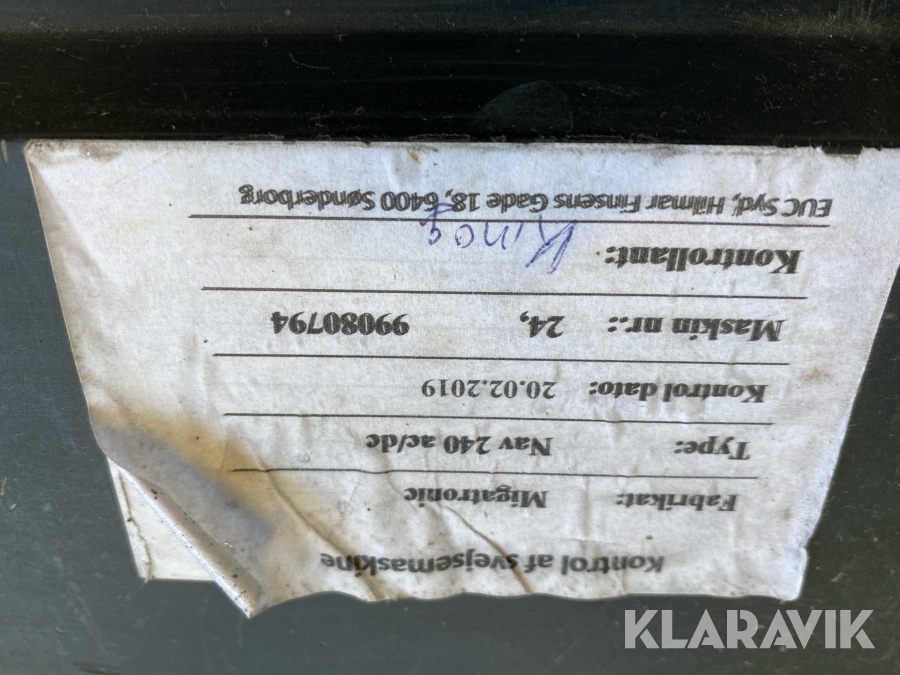 Kontrol af svejsemaskine
Fabrikat: Migatronic
Type: Nav 240 ac/dc
Kontrol dato: 20.02.2019
Maskin nr.: 24, 99080794
Kontrollant:
EUC Syd, Hilmar Finsens Gade 18, 6400 Sønderborg
KLARAVIK